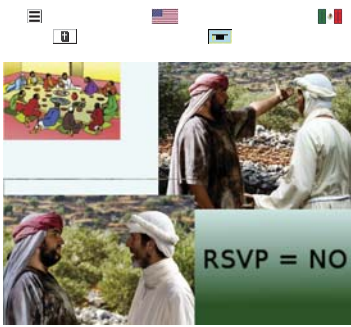 RSVP = NO